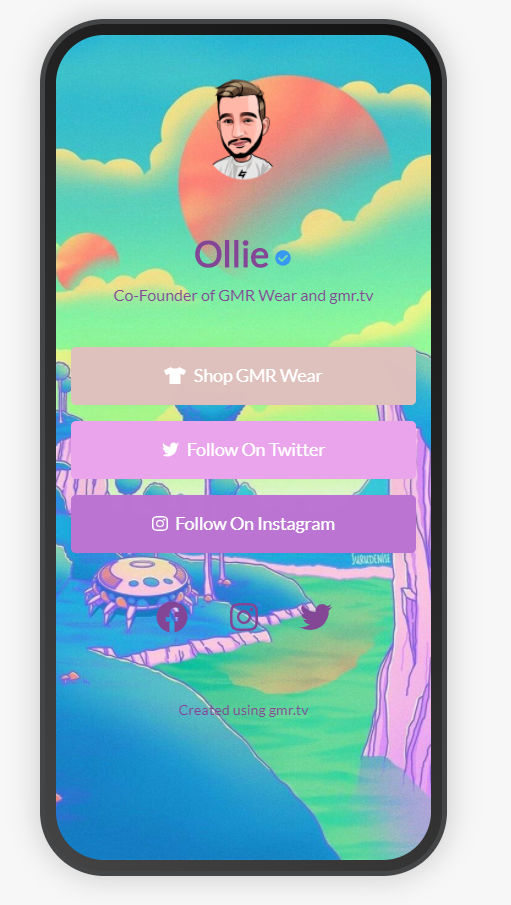 Ollie
Co-Founder of GMR Wear and gmr.tv
Shop GMR Wear
Follow On Twitter
Follow On Instagram
SURUDENISE
Created using gmr.tv